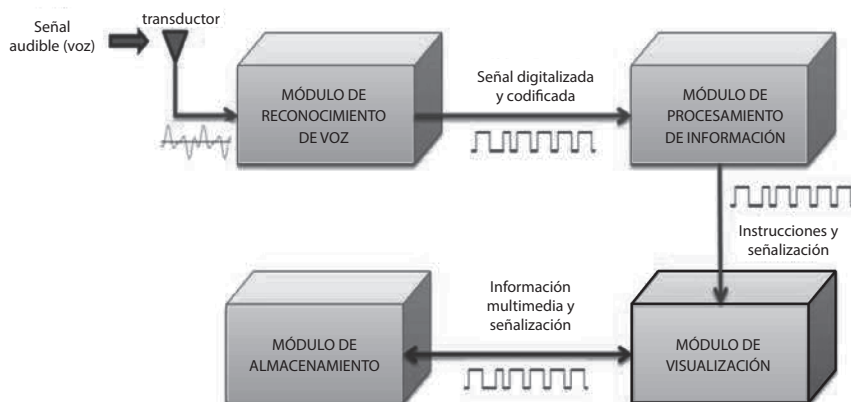 Señal
audible (voz)
transductor
MÓDULO DE
RECONOCIMIENTO
DE VOZ
Señal digitalizada
y codificada
MÓDULO DE
PROCESAMIENTO
DE INFORMACIÓN
Instrucciones y
señalización
MÓDULO DE
ALMACENAMIENTO
Información
multimedia y
señalización
MÓDULO DE
VISUALIZACIÓN